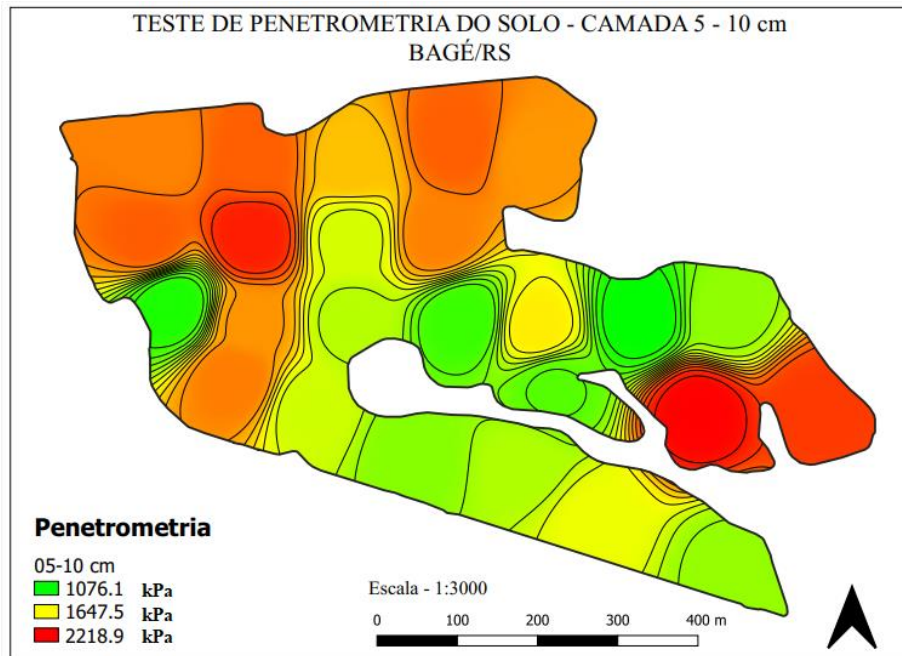 TESTE DE PENETROMETRIA DO SOLO - CAMADA 5 - 10 cm
BAGÉ/RS
Penetrometria
05-10 cm
1076.1 kPa
1647.5 kPa
2218.9 kPa
Escala - 1:3000
0 100 200 300 400 m